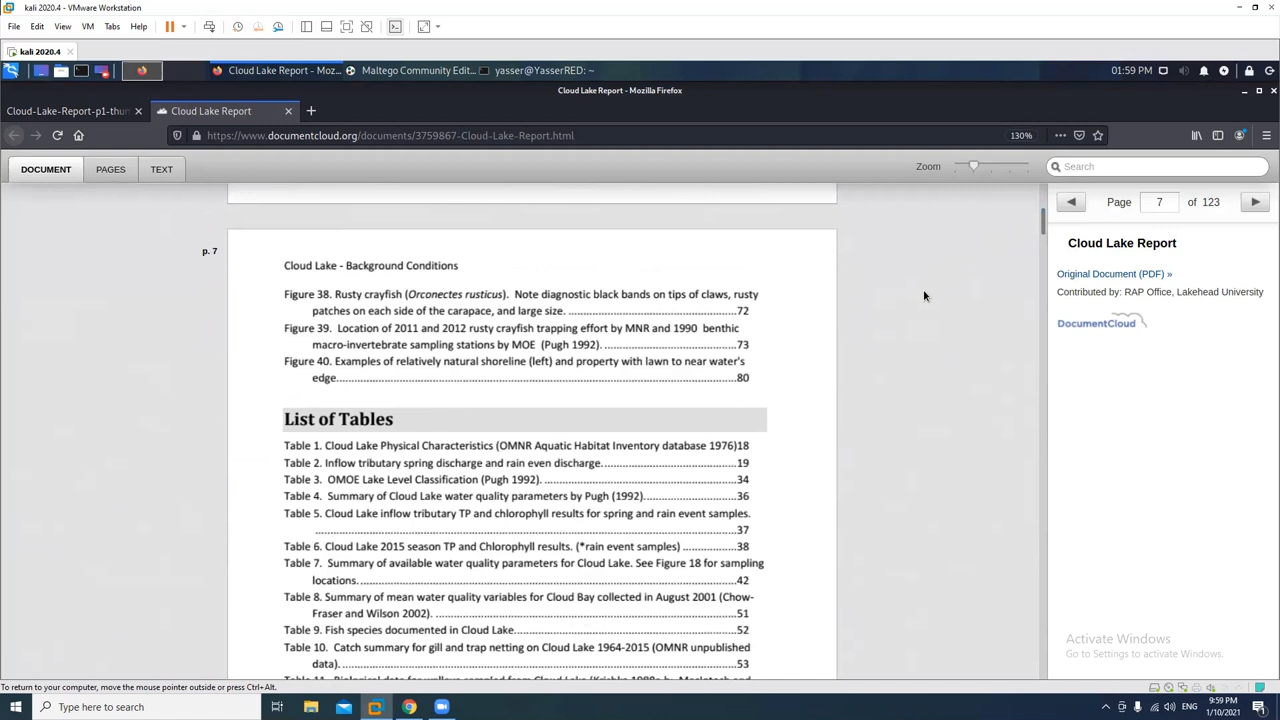 kali 2020.4 - VMware Workstation
File Edit View VM Tabs Help
kali 2020.4
Cloud Lake Report - Moz... Maltego Community Edit... yasser@YasserRED: ~ 01:59 PM
Cloud Lake Report - Mozilla Firefox
Cloud-Lake-Report-p1-thum Cloud Lake Report
https://www.documentcloud.org/documents/3759867-Cloud-Lake-Report.html 130%
DOCUMENT PAGES TEXT Zoom Search
Page 7 of 123
p. 7
Cloud Lake - Background Conditions
Figure 38. Rusty crayfish (Orconectes rusticus). Note diagnostic black bands on tips of claws, rusty
patches on each side of the carapace, and large size. ............................................ 72
Figure 39. Location of 2011 and 2012 rusty crayfish trapping effort by MNR and 1990 benthic
macro-invertebrate sampling stations by MOE (Pugh 1992). ................................... 73
Figure 40. Examples of relatively natural shoreline (left) and property with lawn to near water's
edge.................................................................................................... 80
List of Tables
Table 1. Cloud Lake Physical Characteristics (OMNR Aquatic Habitat Inventory database 1976)18
Table 2. Inflow tributary spring discharge and rain even discharge.................................. 19
Table 3. OMOE Lake Level Classification (Pugh 1992). .................................................. 34
Table 4. Summary of Cloud Lake water quality parameters by Pugh (1992)........................ 36
Table 5. Cloud Lake inflow tributary TP and chlorophyll results for spring and rain event samples.
.......................................................................................................... 37
Table 6. Cloud Lake 2015 season TP and Chlorophyll results. (*rain event samples) .............. 38
Table 7. Summary of available water quality parameters for Cloud Lake. See Figure 18 for sampling
locations. ............................................................................................. 42
Table 8. Summary of mean water quality variables for Cloud Bay collected in August 2001 (Chow-
Fraser and Wilson 2002). ............................................................................. 51
Table 9. Fish species documented in Cloud Lake......................................................... 52
Table 10. Catch summary for gill and trap netting on Cloud Lake 1964-2015 (OMNR unpublished
data). .................................................................................................. 53
Cloud Lake Report
Original Document (PDF) »
Contributed by: RAP Office, Lakehead University
DocumentCloud
Activate Windows
Go to Settings to activate Windows.
To return to your computer, move the mouse pointer outside or press Ctrl+Alt.
Type here to search
ENG
9:59 PM
1/10/2021